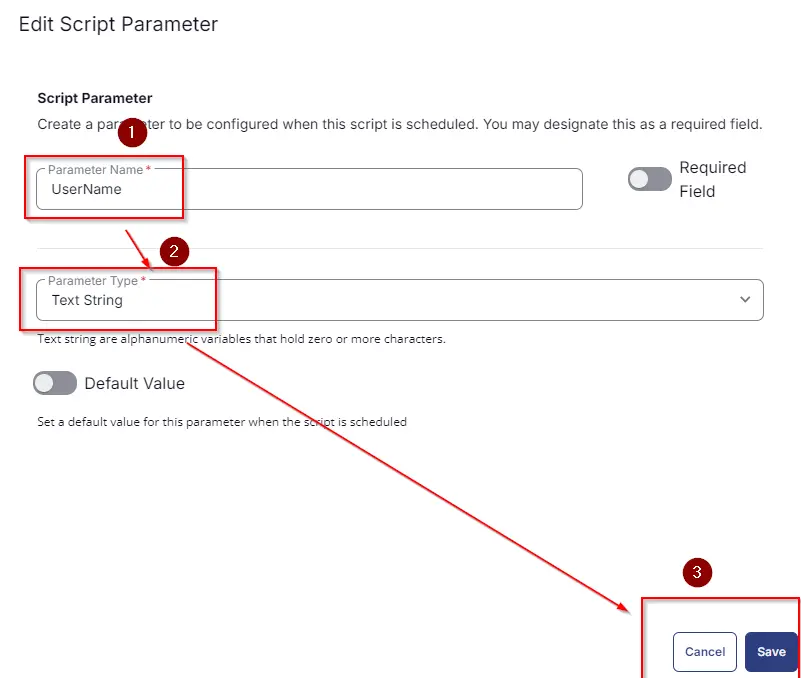 Edit Script Parameter
Script Parameter
1
Create a parameter to be configured when this script is scheduled. You may designate this as a required field.
Parameter Name *
UserName
Required
Field
2
Parameter Type *
Text String
Text string are alphanumeric variables that hold zero or more characters.
Default Value
Set a default value for this parameter when the script is scheduled
3
Cancel
Save